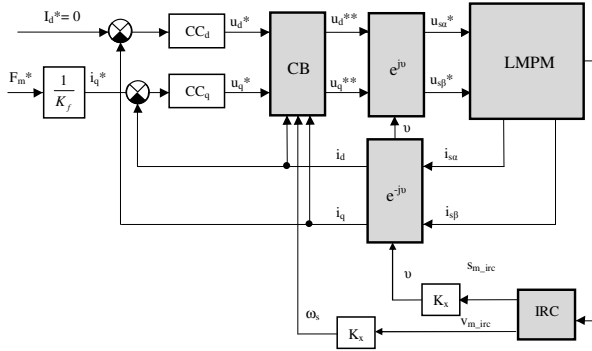 I_d*= 0
CC_d
u_d*
u_d**
u_sα*
F_m*
1
K_f
i_q*
CC_q
u_q*
CB
u_q**
e^jυ
u_sβ*
LMPM
υ
i_d
i_sα
e^-jυ
i_q
i_sβ
υ
s_m_irc
K_x
IRC
ω_s
K_x
v_m_irc